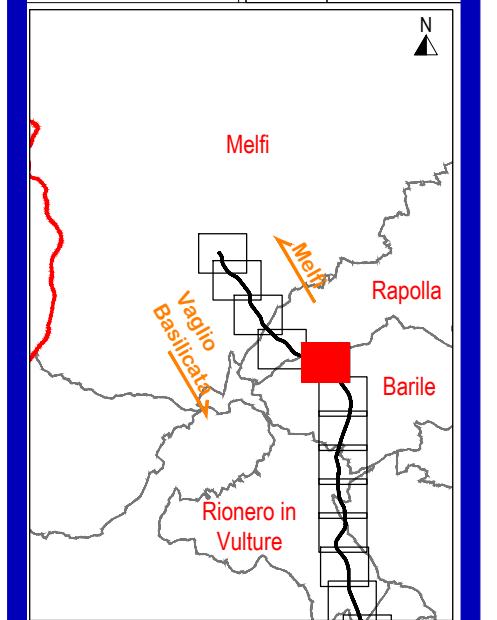 N
Melfi
Melfi
Rapolla
Vaglio
Basilicata
Barile
Rionero in
Vulture